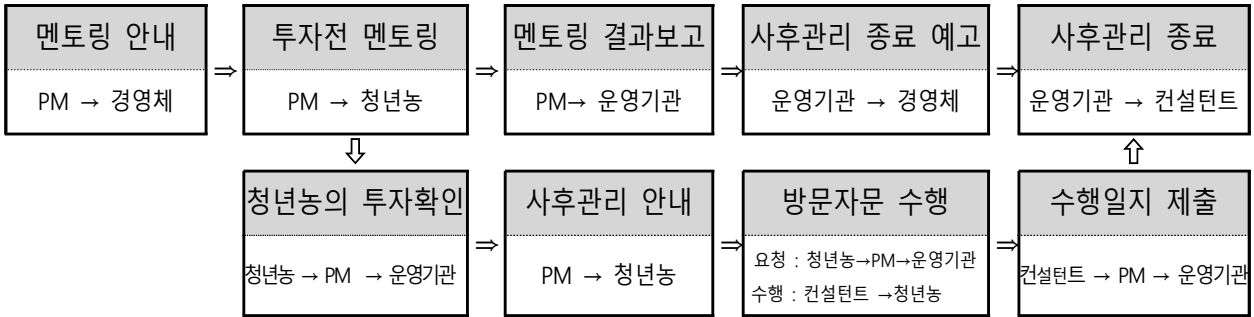 멘토링 안내
PM → 경영체
⇒
투자전 멘토링
PM → 청년농
⇒
멘토링 결과보고
PM→ 운영기관
⇒
사후관리 종료 예고
운영기관 → 경영체
⇒
사후관리 종료
운영기관 → 컨설턴트
⇩
⇧
청년농의 투자확인
청년농 → PM → 운영기관
⇒
사후관리 안내
PM → 청년농
⇒
방문자문 수행
요청 : 청년농→PM→운영기관
수행 : 컨설턴트 →청년농
⇒
수행일지 제출
컨설턴트 → PM → 운영기관